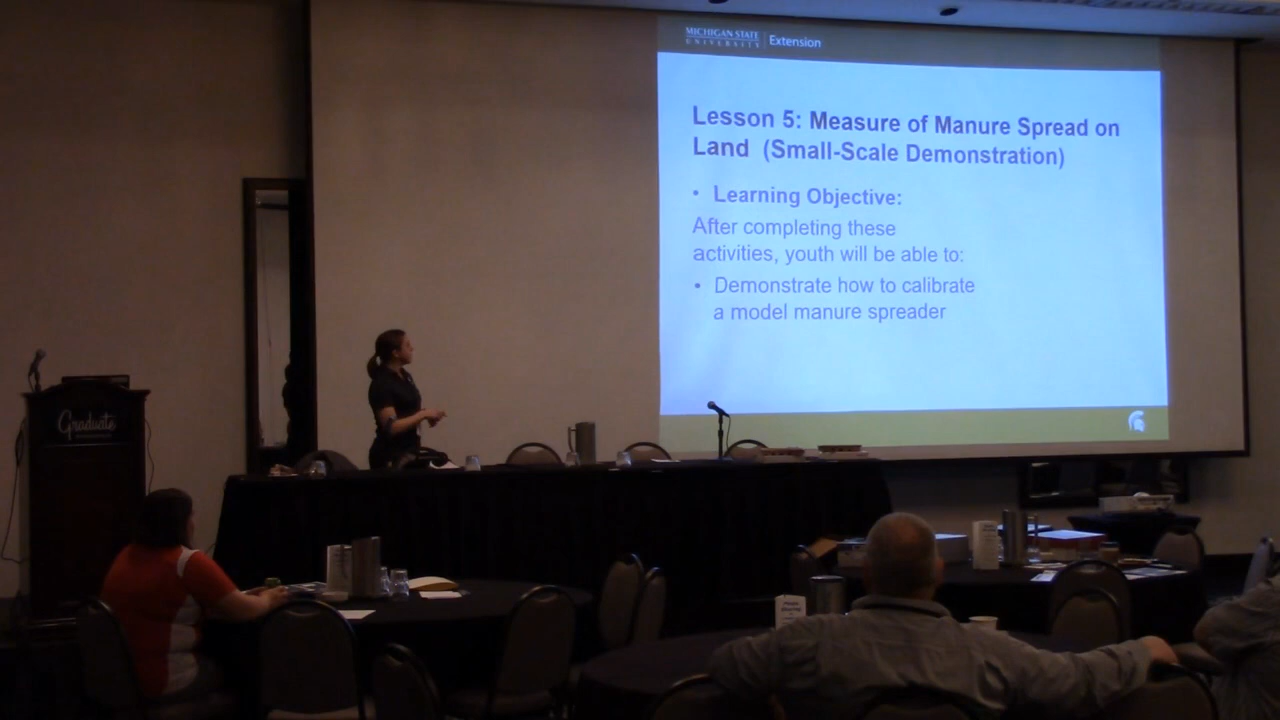 MICHIGAN STATE
UNIVERSITY
Extension
Lesson 5: Measure of Manure Spread on
Land (Small-Scale Demonstration)
• Learning Objective:
After completing these
activities, youth will be able to:
• Demonstrate how to calibrate
a model manure spreader
Graduate